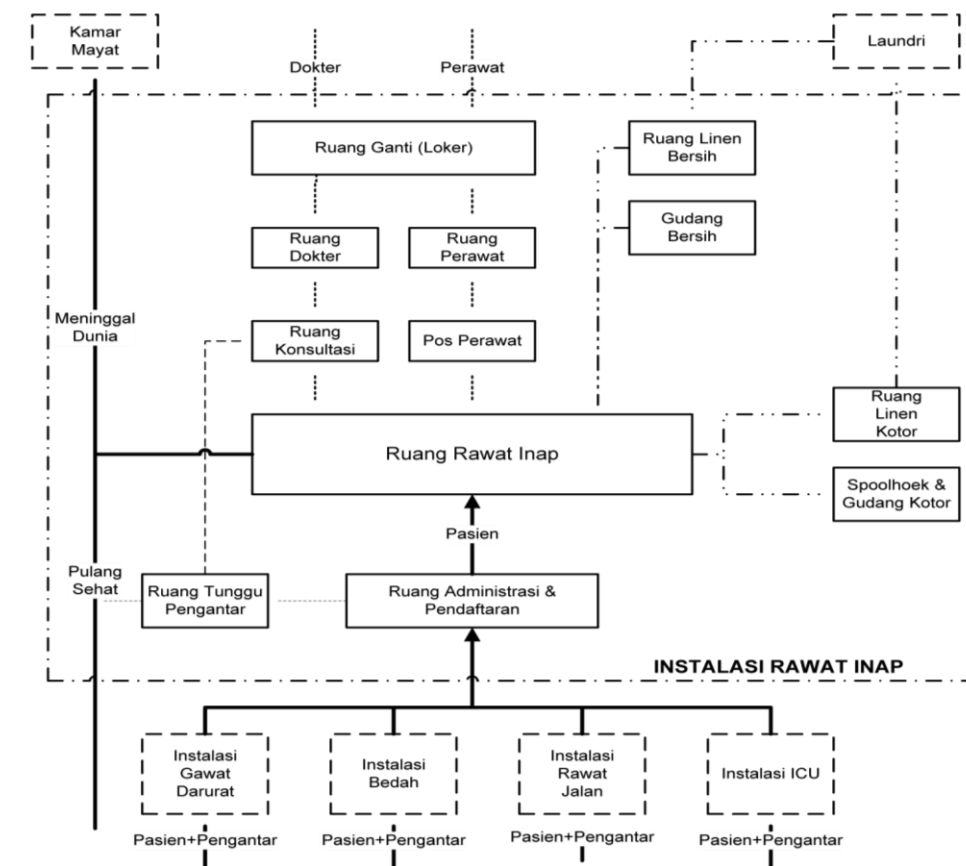 Kamar
Mayat
Laundri
Dokter
Perawat
Ruang Ganti (Loker)
Ruang Linen
Bersih
Ruang
Dokter
Ruang
Perawat
Gudang
Bersih
Meninggal
Dunia
Ruang
Konsultasi
Pos Perawat
Ruang
Linen
Kotor
Ruang Rawat Inap
Spoolhoek &
Gudang Kotor
Pasien
Pulang
Sehat
Ruang Tunggu
Pengantar
Ruang Administrasi &
Pendaftaran
INSTALASI RAWAT INAP
Instalasi
Gawat
Darurat
Instalasi
Bedah
Instalasi
Rawat
Jalan
Instalasi ICU
Pasien+Pengantar
Pasien+Pengantar
Pasien+Pengantar
Pasien+Pengantar